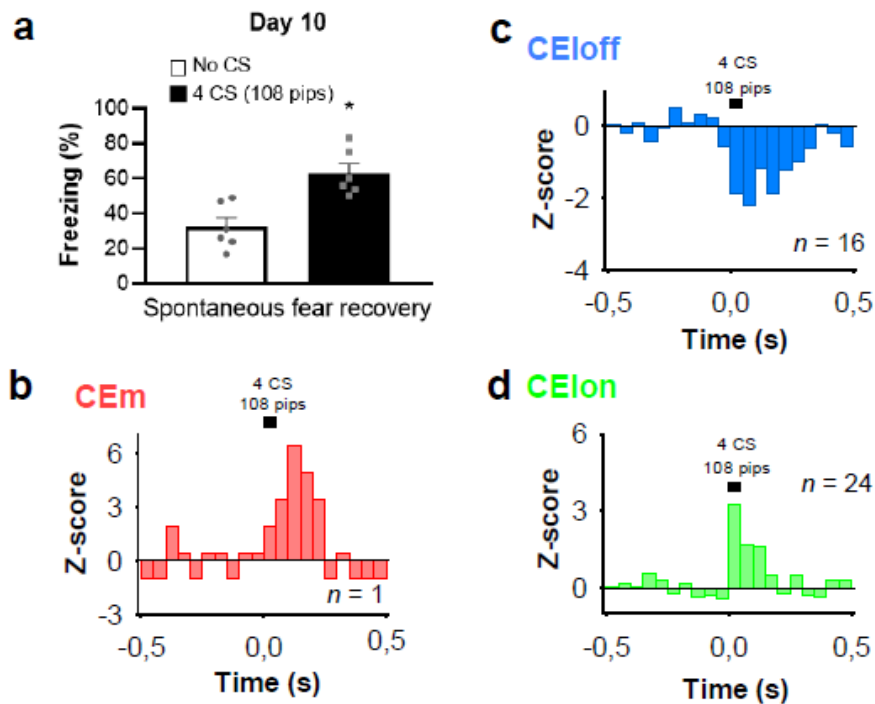 a
Day 10
No CS
4 CS (108 pips)
*
100
80
60
40
20
0
Freezing (%)
Spontaneous fear recovery
b
CEm
4 CS
108 pips
6
3
0
-3
Z-score
n = 1
-0,5
0,0
0,5
Time (s)
c
CEloff
4 CS
108 pips
0
-2
-4
Z-score
n = 16
-0,5
0,0
0,5
Time (s)
d
CElon
4 CS
108 pips
6
3
0
Z-score
n = 24
-0,5
0,0
0,5
Time (s)